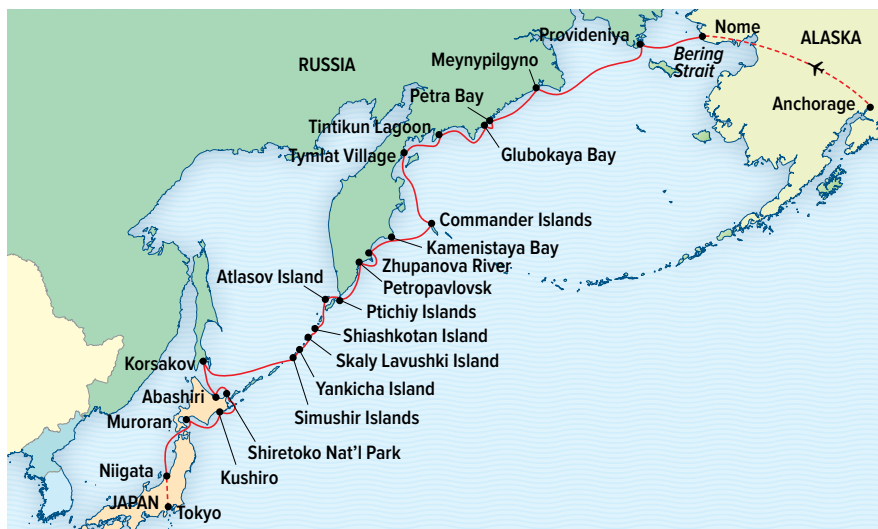 Nome
ALASKA
Provideniya
Bering
Strait
RUSSIA
Meynypilgyno
Petra Bay
Anchorage
Tintikun Lagoon
Tymlat Village
Glubokaya Bay
Commander Islands
Kamenistaya Bay
Zhupanova River
Atlasov Island
Petropavlovsk
Ptichiy Islands
Shiashkotan Island
Skaly Lavushki Island
Korsakov
Yankicha Island
Abashiri
Simushir Islands
Muroran
Shiretoko Nat'l Park
Niigata
Kushiro
JAPAN
Tokyo